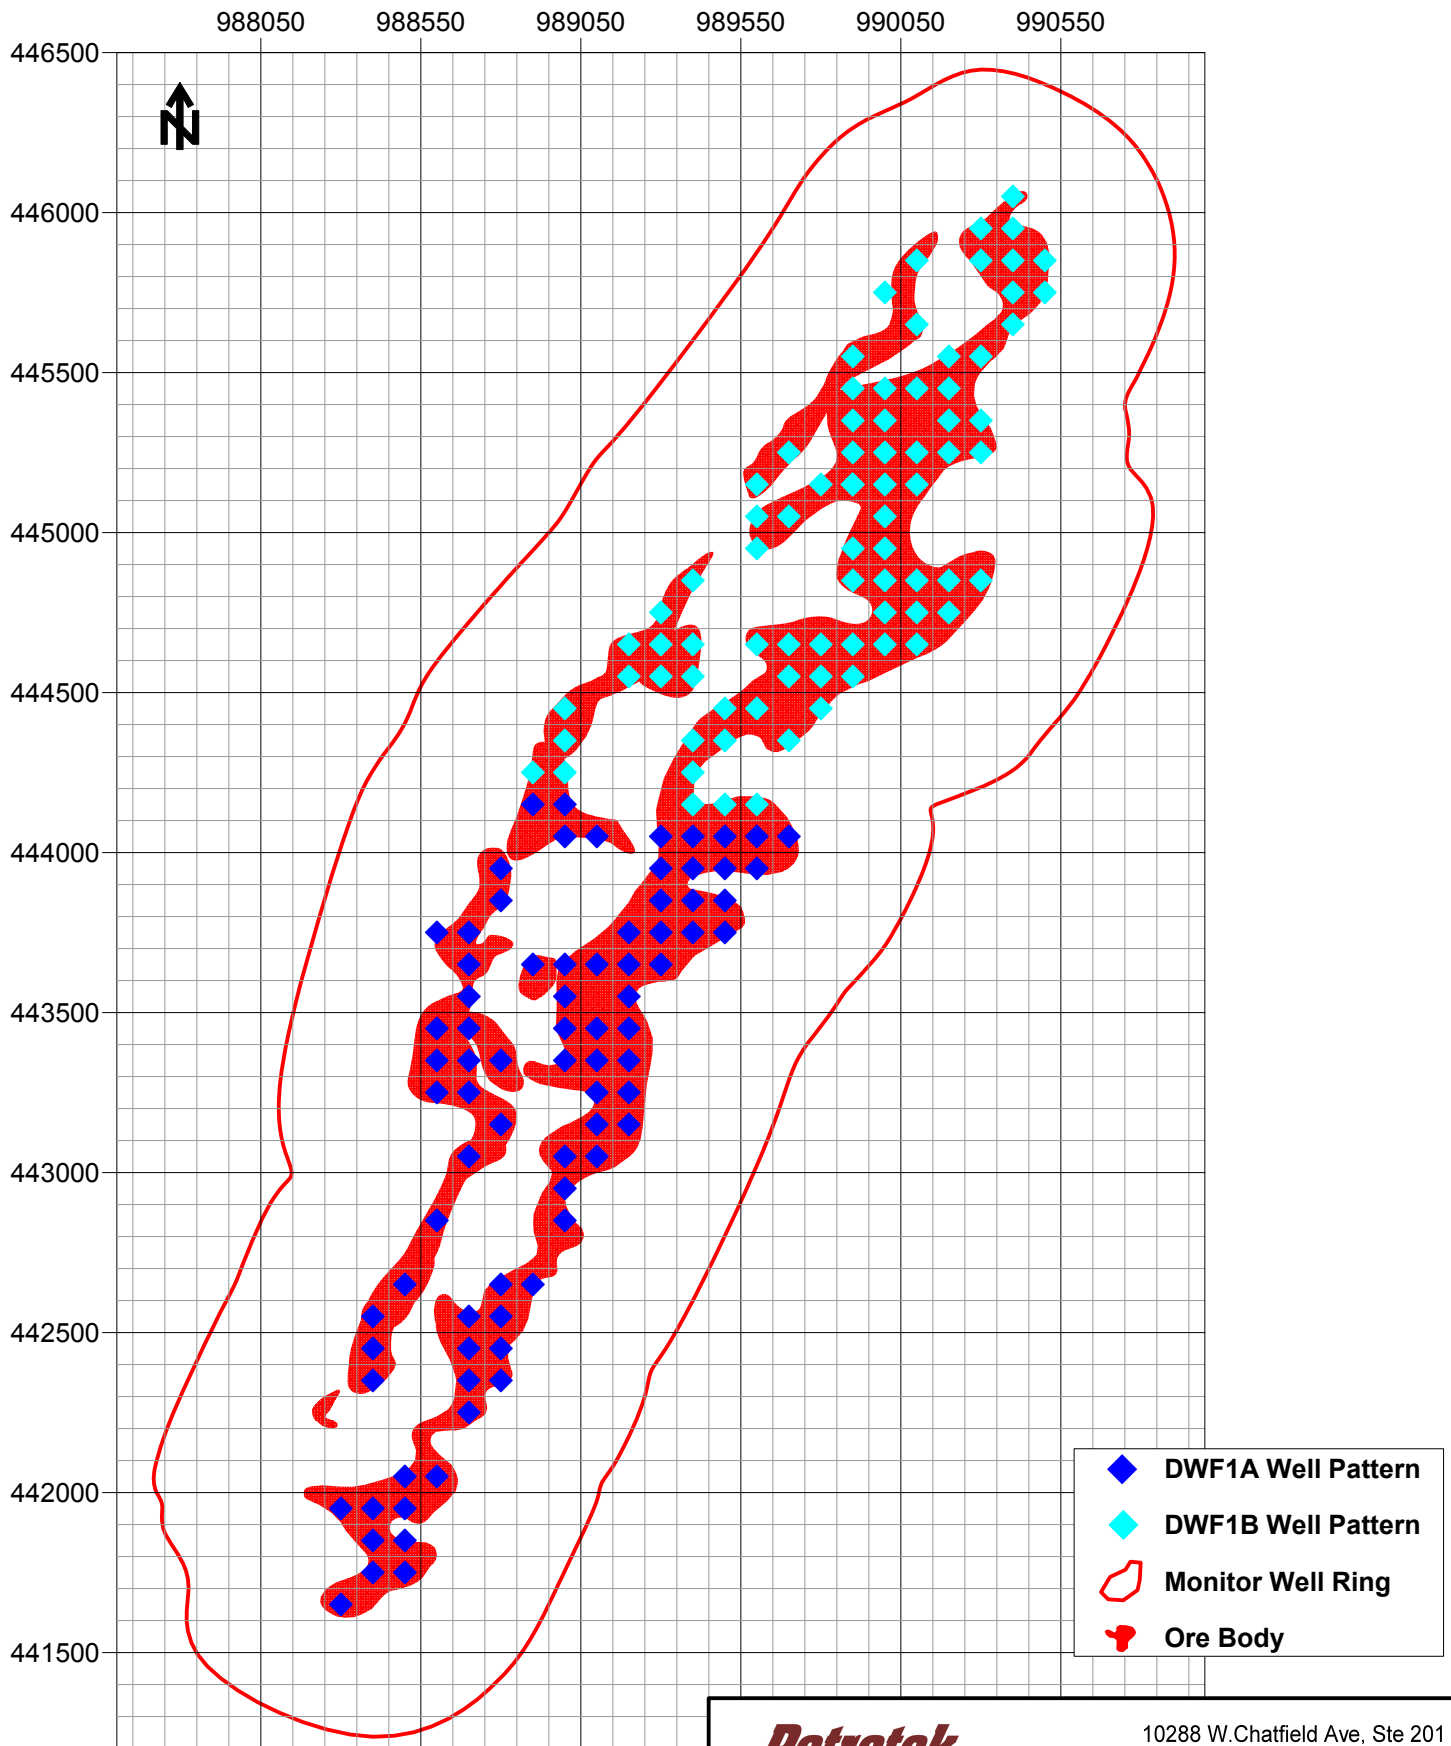 988050 988550 989050 989550 990050 990550
446500
N
446000
445500
445000
444500
444000
443500
443000
442500
442000
441500
DWF1A Well Pattern
DWF1B Well Pattern
Monitor Well Ring
Ore Body
Petrotek
10288 W.Chatfield Ave, Ste 201